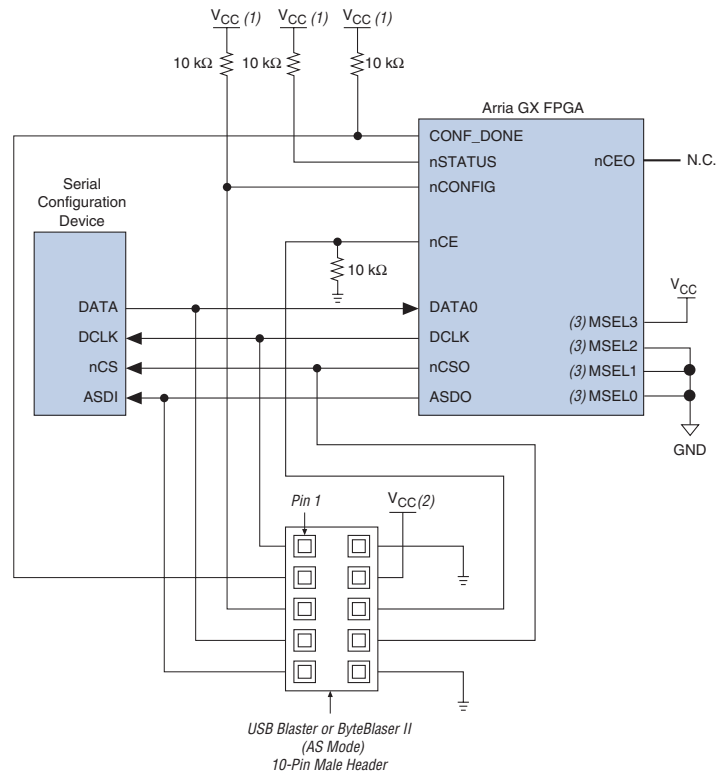 VCC (1) VCC (1) VCC (1)
10 kΩ 10 kΩ 10 kΩ
Arria GX FPGA
CONF_DONE
nSTATUS
nCONFIG
nCE
DATA0
DCLK
nCSO
ASDO
nCEO
N.C.
VCC
(3) MSEL3
(3) MSEL2
(3) MSEL1
(3) MSEL0
GND
10 kΩ
Serial
Configuration
Device
DATA
DCLK
nCS
ASDI
Pin 1
VCC (2)
USB Blaster or ByteBlaser II
(AS Mode)
10-Pin Male Header